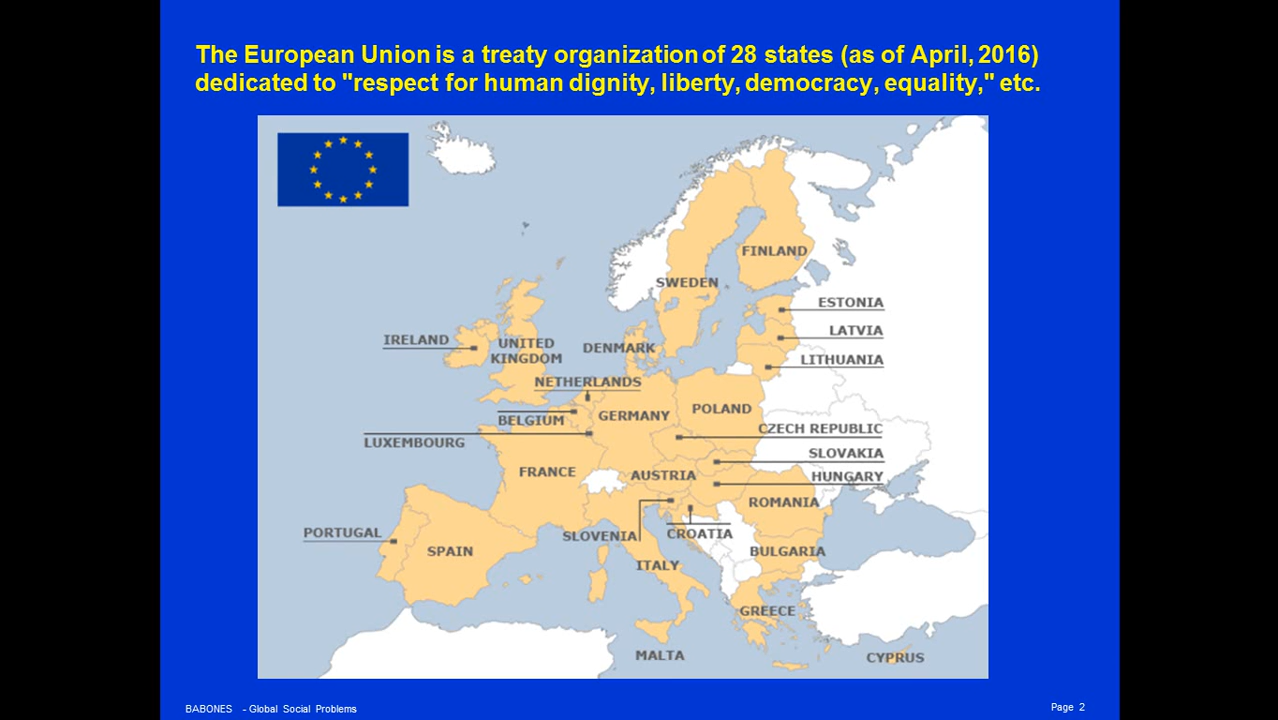 The European Union is a treaty organization of 28 states (as of April, 2016)
dedicated to "respect for human dignity, liberty, democracy, equality," etc.
FINLAND
SWEDEN
ESTONIA
LATVIA
IRELAND
UNITED
KINGDOM
DENMARK
LITHUANIA
NETHERLANDS
BELGIUM
GERMANY
POLAND
CZECH REPUBLIC
LUXEMBOURG
SLOVAKIA
FRANCE
AUSTRIA
HUNGARY
ROMANIA
PORTUGAL
SPAIN
SLOVENIA
CROATIA
BULGARIA
ITALY
GREECE
MALTA
CYPRUS
BABONES - Global Social Problems
Page 2